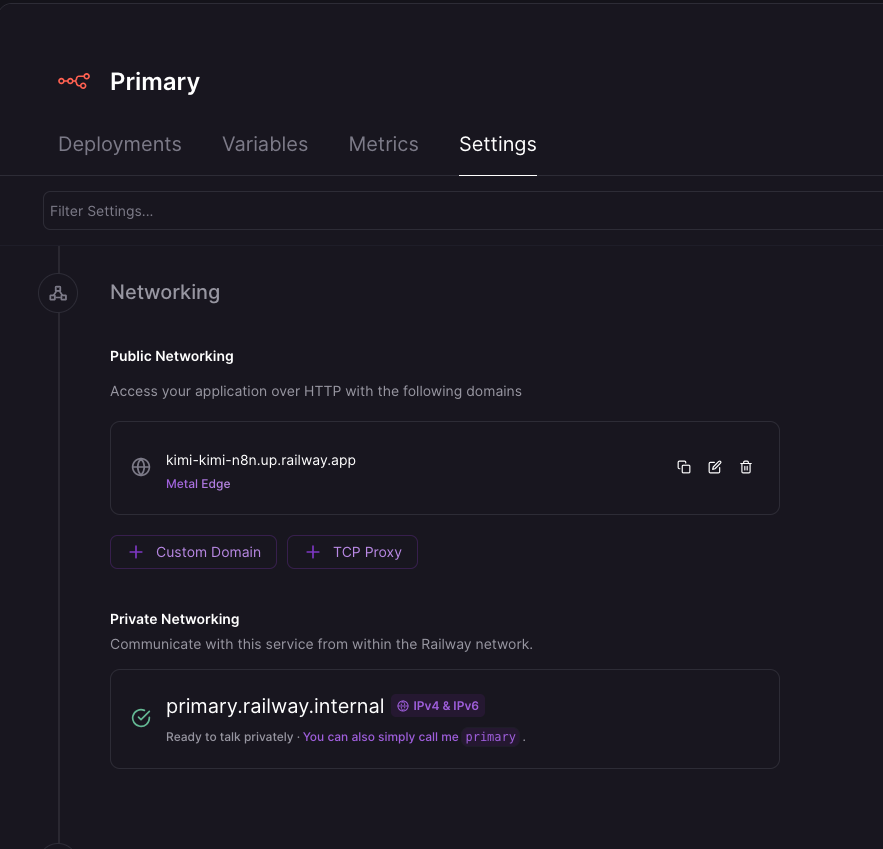 Primary
Deployments Variables Metrics Settings
Filter Settings...
Networking
Public Networking
Access your application over HTTP with the following domains
kimi-kimi-n8n.up.railway.app
Metal Edge
Custom Domain TCP Proxy
Private Networking
Communicate with this service from within the Railway network.
primary.railway.internal IPv4 & IPv6
Ready to talk privately · You can also simply call me primary .